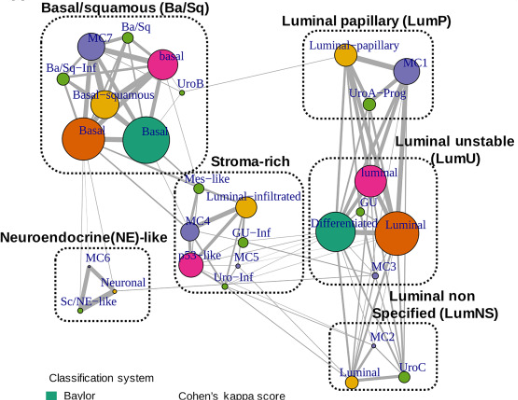 Basal/squamous (Ba/Sq)
Ba/Sq
MC7
basal
Ba/Sq−Inf
UroB
Basal−squamous
Basal
Basal
Luminal papillary (LumP)
Luminal−papillary
MC1
UroA−Prog
Luminal unstable
(LumU)
luminal
GU
Differentiated
Luminal
MC3
Stroma-rich
Mes−like
Luminal−infiltrated
MC4
GU−Inf
p53−like
MC5
Uro−Inf
Neuroendocrine(NE)-like
MC6
Neuronal
Sc/NE−like
Luminal non
Specified (LumNS)
MC2
Luminal
UroC
Classification system
Baylor
Cohen's kappa score